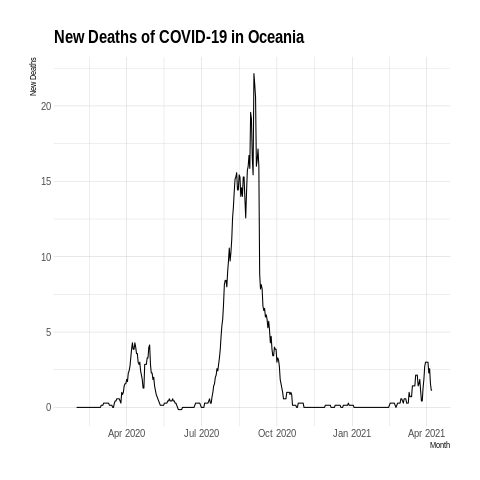 New Deaths of COVID-19 in Oceania
New Deaths
20
15
10
5
0
Apr 2020 Jul 2020 Oct 2020 Jan 2021 Apr 2021
Month